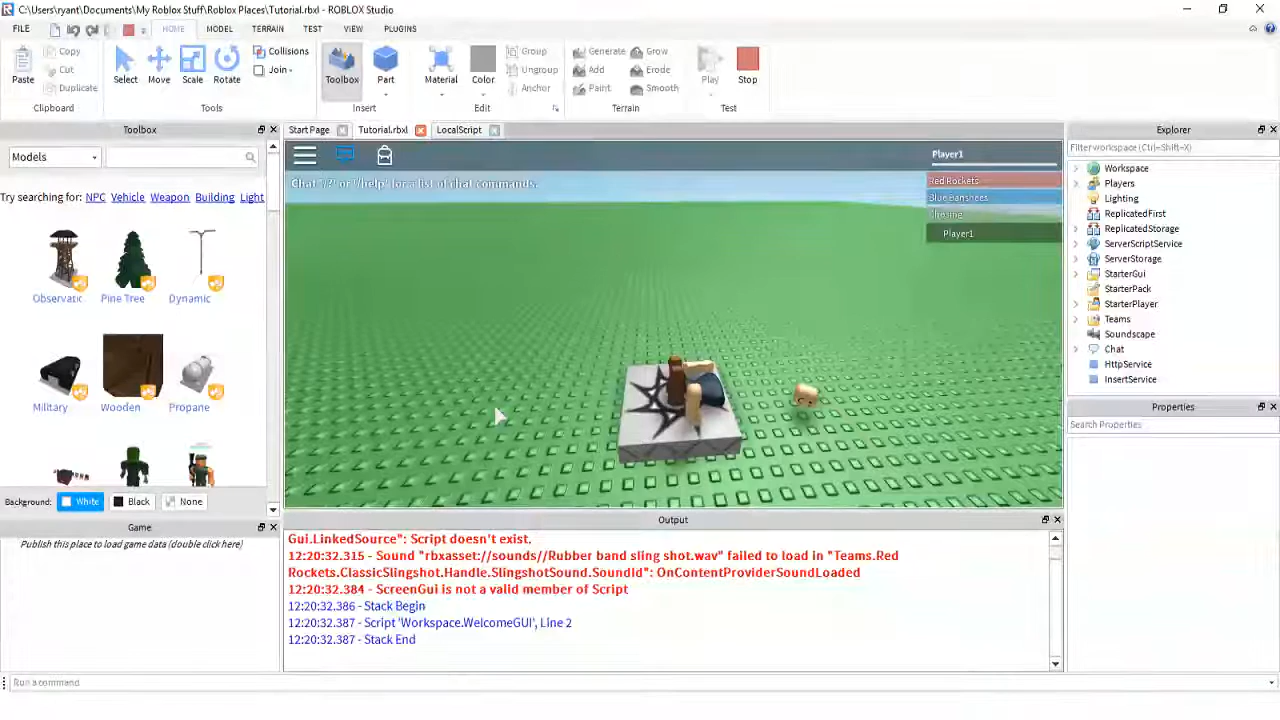 C:\Users\ryant\Documents\My Roblox Stuff\Roblox Places\Tutorial.rbxl - ROBLOX Studio
FILE HOME MODEL TERRAIN TEST VIEW PLUGINS
Paste Copy Cut Duplicate
Select Move Scale Rotate Collisions Join
Toolbox Part
Material Color Group Ungroup Anchor
Generate Add Paint Grow Erode Smooth
Play Stop
Clipboard Tools Insert Edit Terrain Test
Toolbox
Models
Try searching for: NPC Vehicle Weapon Building Light
Observatic Pine Tree Dynamic
Military Wooden Propane
Background: White Black None
Game
Publish this place to load game data (double click here)
Start Page Tutorial.rbxl LocalScript
Chat '/?' or '/help' for a list of chat commands.
Player1
Red Rockets
Blue Banshees
Chosing
Player1
Output
Gui.LinkedSource": Script doesn't exist.
12:20:32.315 - Sound "rbxasset://sounds//Rubber band sling shot.wav" failed to load in "Teams.Red
Rockets.ClassicSlingshot.Handle.SlingshotSound.SoundId": OnContentProviderSoundLoaded
12:20:32.384 - ScreenGui is not a valid member of Script
12:20:32.386 - Stack Begin
12:20:32.387 - Script 'Workspace.WelcomeGUI', Line 2
12:20:32.387 - Stack End
Explorer
Filter workspace (Ctrl+Shift+X)
Workspace
Players
Lighting
ReplicatedFirst
ReplicatedStorage
ServerScriptService
ServerStorage
StarterGui
StarterPack
StarterPlayer
Teams
Soundscape
Chat
HttpService
InsertService
Properties
Search Properties
Run a command